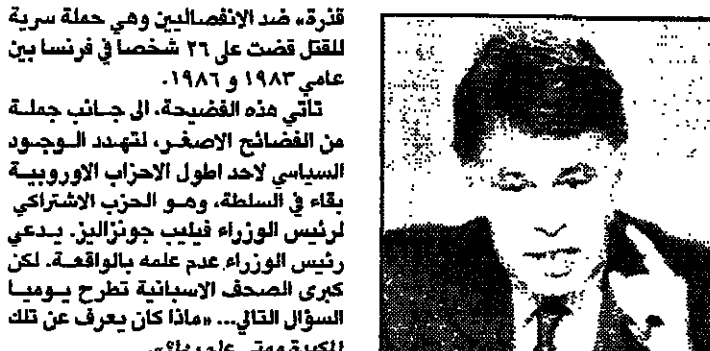 قذرة» ضد الانفصاليين وهي حملة سرية
للقتل قضت على ٢٦ شخصا في فرنسا بين
عامي ١٩٨٣ و ١٩٨٦.
تأتي هذه الفضيحة، الى جانب جملة
من الفضائح الاصغر، لتهدد الوجود
السياسي لاحد اطول الاحزاب الاوروبية
بقاء في السلطة، وهو الحزب الاشتراكي
لرئيس الوزراء فيليب جونزاليز. يدعي
رئيس الوزراء عدم علمه بالواقعة. لكن
كبرى الصحف الاسبانية تطرح يوميا
السؤال التالي... «ماذا كان يعرف عن تلك